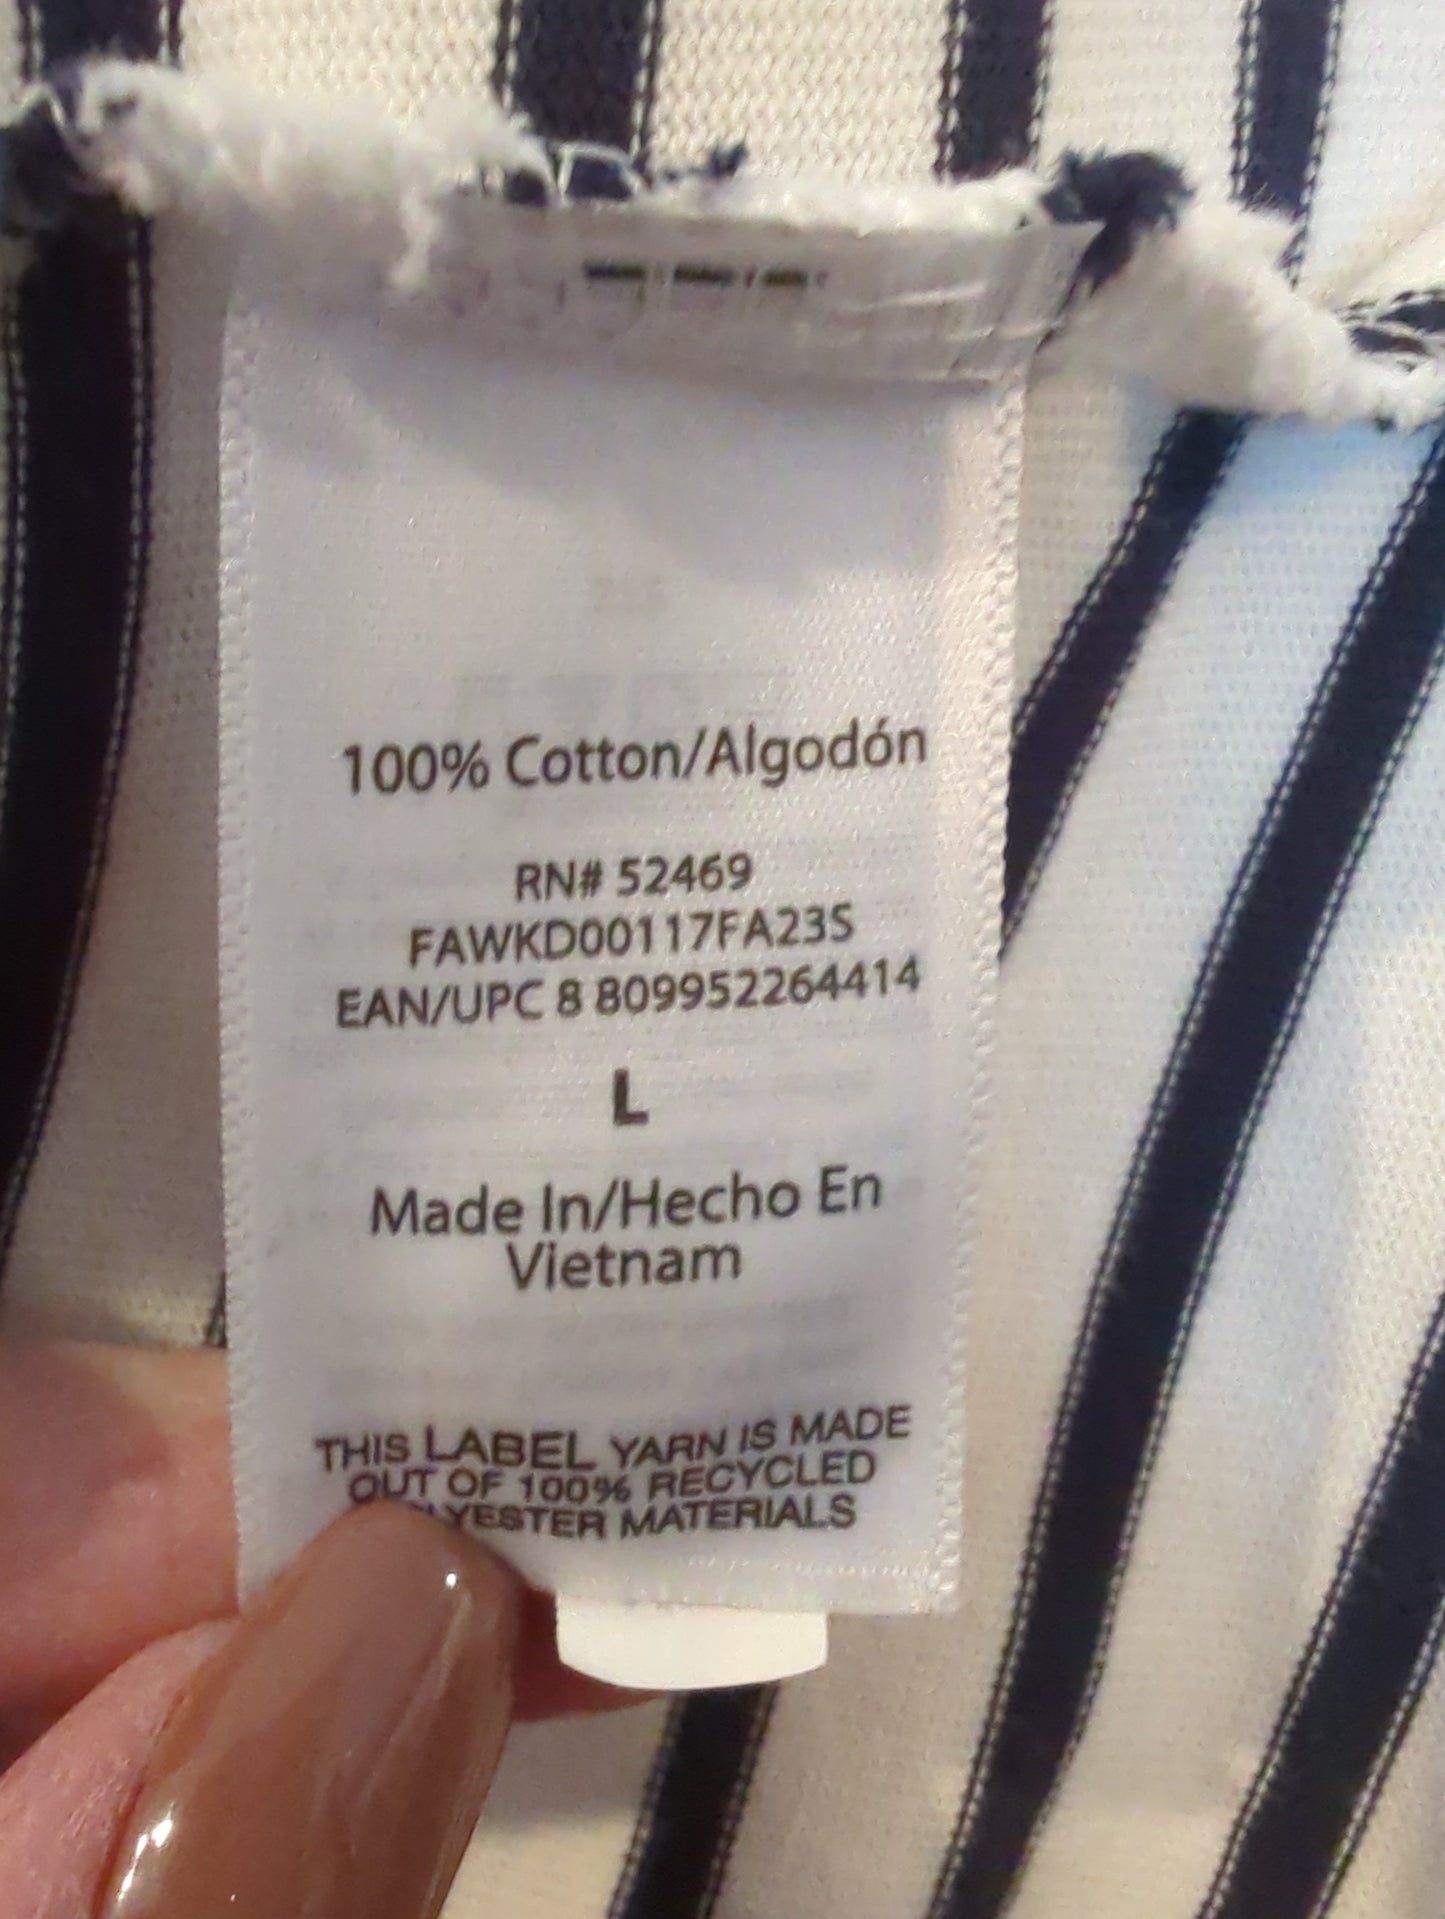 100% Cotton/Algodón
RN# 52469
FAWKD00117FA23S
EAN/UPC 8 809952264414
L
Made In/Hecho En
Vietnam
THIS LABEL YARN IS MADE
OUT OF 100% RECYCLED
MATERIALS